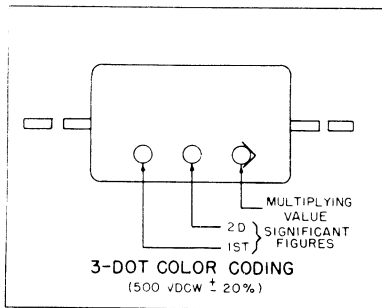 MULTIPLYING
VALUE
2D
1ST
SIGNIFICANT
FIGURES
3-DOT COLOR CODING
(500 VDCW ± 20%)